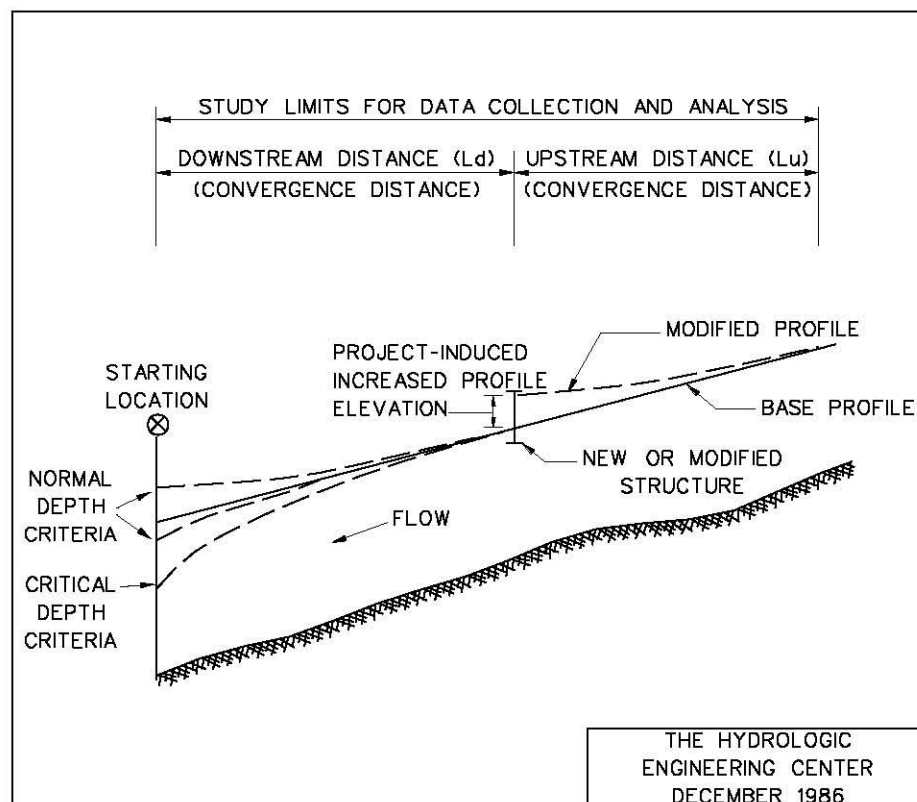 STUDY LIMITS FOR DATA COLLECTION AND ANALYSIS
DOWNSTREAM DISTANCE (Ld)
(CONVERGENCE DISTANCE)
UPSTREAM DISTANCE (Lu)
(CONVERGENCE DISTANCE)
MODIFIED PROFILE
PROJECT-INDUCED
INCREASED PROFILE
ELEVATION
STARTING
LOCATION
BASE PROFILE
NEW OR MODIFIED
STRUCTURE
NORMAL
DEPTH
CRITERIA
FLOW
CRITICAL
DEPTH
CRITERIA
THE HYDROLOGIC
ENGINEERING CENTER
DECEMBER 1986